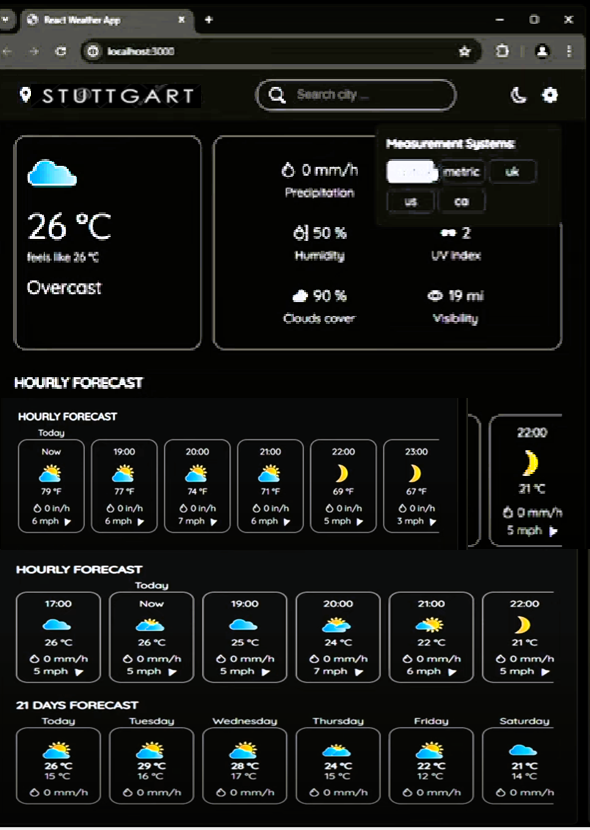 React Weather App
localhost:3000
STUTTGART
Search city ...
Measurement Systems:
metric uk
us ca
26 °C
feels like 26 °C
Overcast
0 mm/h
Precipitation
50 % 2
Humidity UV Index
90 % 19 mi
Clouds cover Visibility
HOURLY FORECAST
HOURLY FORECAST
Today
Now 19:00 20:00 21:00 22:00 23:00
79 °F 77 °F 74 °F 71 °F 69 °F 67 °F
0 in/h 0 in/h 0 in/h 0 in/h 0 in/h 0 in/h
6 mph 6 mph 7 mph 6 mph 5 mph 3 mph
22:00
21 °C
0 mm/h
5 mph
HOURLY FORECAST
Today
17:00 Now 19:00 20:00 21:00 22:00
26 °C 26 °C 25 °C 24 °C 22 °C 21 °C
0 mm/h 0 mm/h 0 mm/h 0 mm/h 0 mm/h 0 mm/h
5 mph 5 mph 5 mph 7 mph 6 mph 5 mph
21 DAYS FORECAST
Today Tuesday Wednesday Thursday Friday Saturday
26 °C 29 °C 28 °C 24 °C 22 °C 21 °C
15 °C 16 °C 17 °C 15 °C 12 °C 14 °C
0 mm/h 0 mm/h 0 mm/h 0 mm/h 0 mm/h 0 mm/h